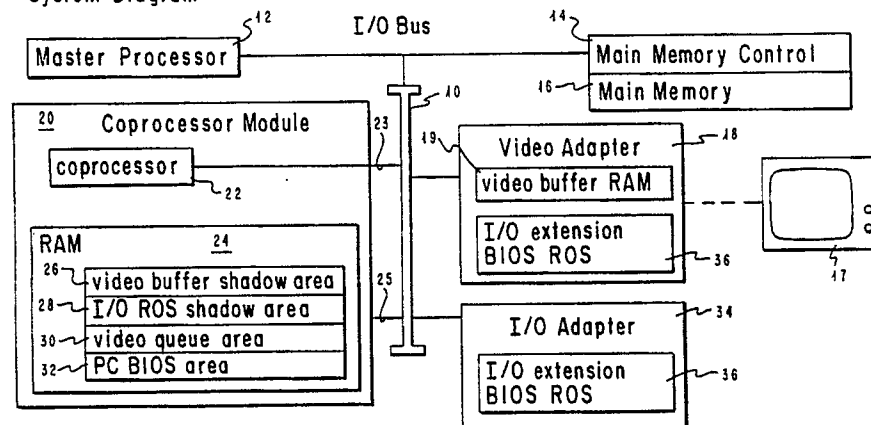 System Diagram
12
I/O Bus
14
Master Processor
Main Memory Control
16
Main Memory
10
20
Coprocessor Module
23
19
Video Adapter
18
coprocessor
video buffer RAM
22
I/O extension
BIOS ROS
36
17
RAM
24
26
video buffer shadow area
28
I/O ROS shadow area
25
30
video queue area
32
PC BIOS area
I/O Adapter
34
I/O extension
BIOS ROS
36